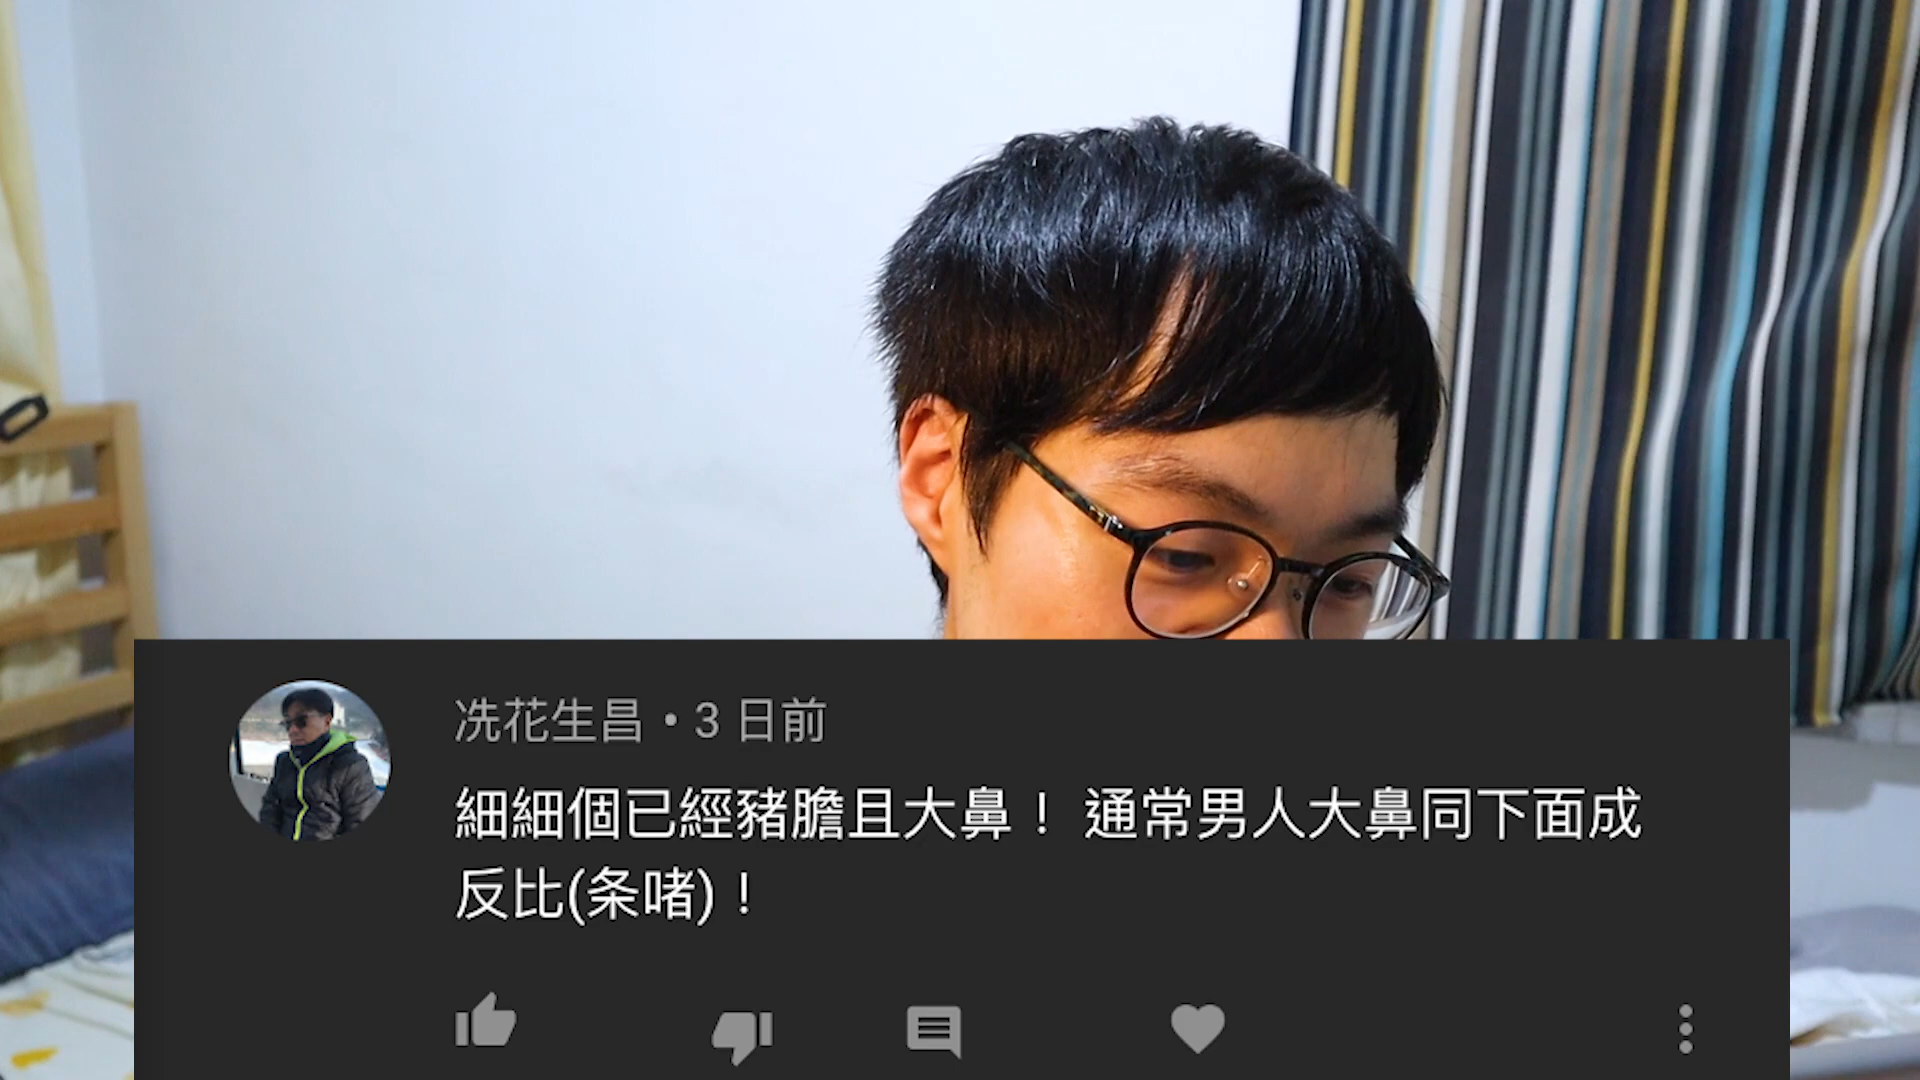 冼花生昌 • 3 日前
細細個已經豬膽且大鼻！ 通常男人大鼻同下面成
反比(条啫)！